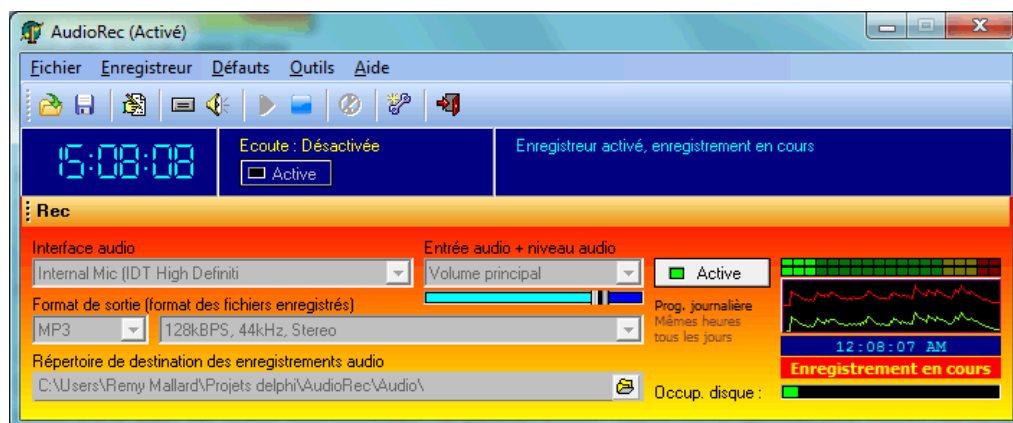 AudioRec (Activé)
Fichier Enregistreur Défauts Outils Aide
15:08:08
Ecoute : Désactivée
Active
Enregistreur activé, enregistrement en cours
Rec
Interface audio
Entrée audio + niveau audio
Internal Mic (IDT High Definiti
Volume principal
Active
Format de sortie (format des fichiers enregistrés)
MP3
128kBPS, 44kHz, Stereo
Prog. journalière
Mêmes heures
tous les jours
12:08:07 AM
Enregistrement en cours
Répertoire de destination des enregistrements audio
C:\Users\Remy Mallard\Projets delphi\AudioRec\Audio\
Occup. disque :